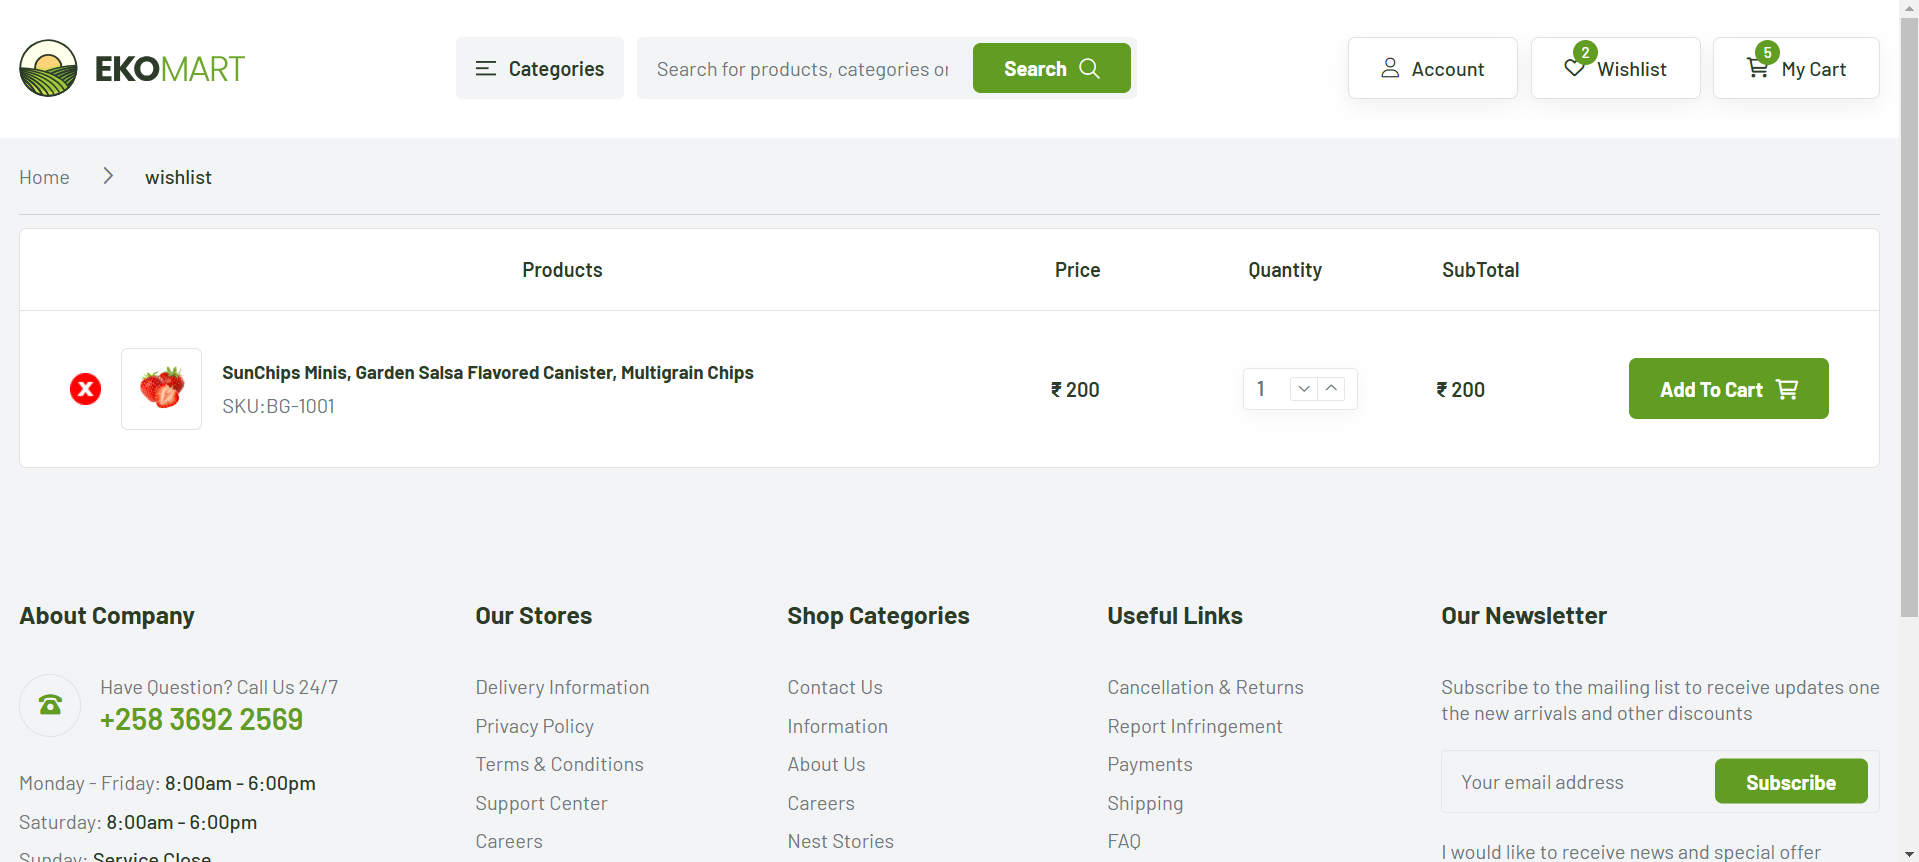 EKOMART
Categories
Search for products, categories or
Search
Account
2
Wishlist
5
My Cart
Home
wishlist
Products
Price
Quantity
SubTotal
X
SunChips Minis, Garden Salsa Flavored Canister, Multigrain Chips
SKU:BG-1001
₹ 200
1
₹ 200
Add To Cart
About Company
Have Question? Call Us 24/7
+258 3692 2569
Monday - Friday: 8:00am - 6:00pm
Saturday: 8:00am - 6:00pm
Sunday: Service Close
Our Stores
Delivery Information
Privacy Policy
Terms & Conditions
Support Center
Careers
Shop Categories
Contact Us
Information
About Us
Careers
Nest Stories
Useful Links
Cancellation & Returns
Report Infringement
Payments
Shipping
FAQ
Our Newsletter
Subscribe to the mailing list to receive updates one
the new arrivals and other discounts
Your email address
Subscribe
I would like to receive news and special offer